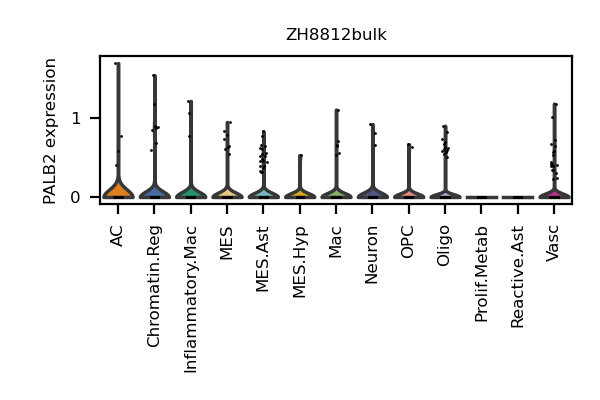 ZH8812bulk
PALB2 expression
1
0
AC
Chromatin.Reg
Inflammatory.Mac
MES
MES.Ast
MES.Hyp
Mac
Neuron
OPC
Oligo
Prolif.Metab
Reactive.Ast
Vasc